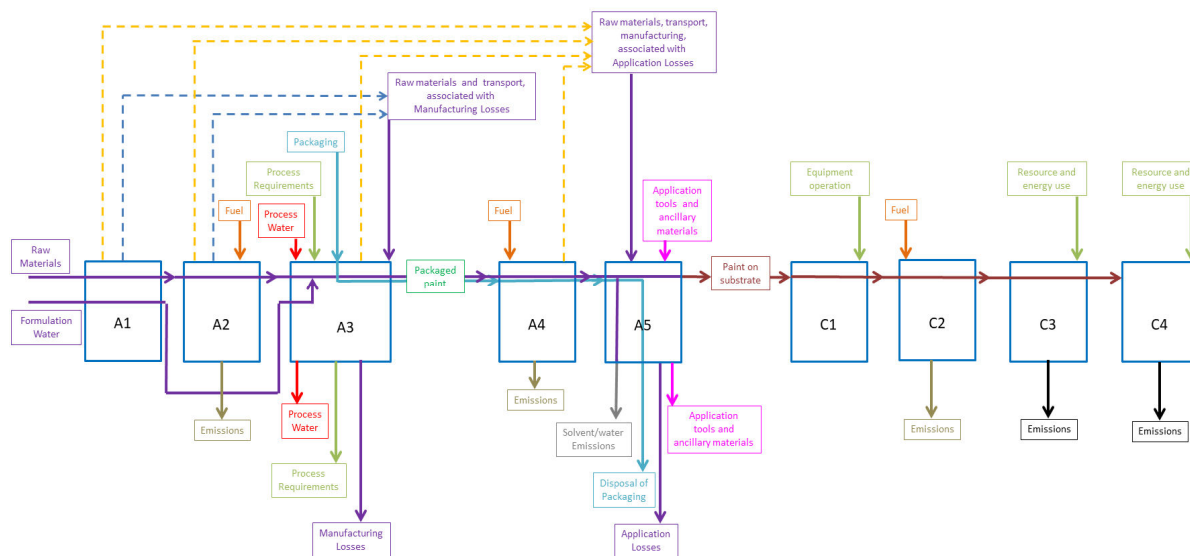 Raw materials, transport,
manufacturing,
associated with
Application Losses
Raw materials and transport,
associated with
Manufacturing Losses
Packaging
Process
Requirements
Equipment
operation
Resource and
energy use
Resource and
energy use
Application
tools and
ancillary
materials
Fuel
Process
Water
Fuel
Fuel
Raw
Materials
Packaged
paint
Paint on
substrate
Formulation
Water
A1
A2
A3
A4
A5
C1
C2
C3
C4
Emissions
Process
Water
Emissions
Solvent/water
Emissions
Application
tools and
ancillary materials
Emissions
Emissions
Emissions
Process
Requirements
Disposal of
Packaging
Manufacturing
Losses
Application
Losses